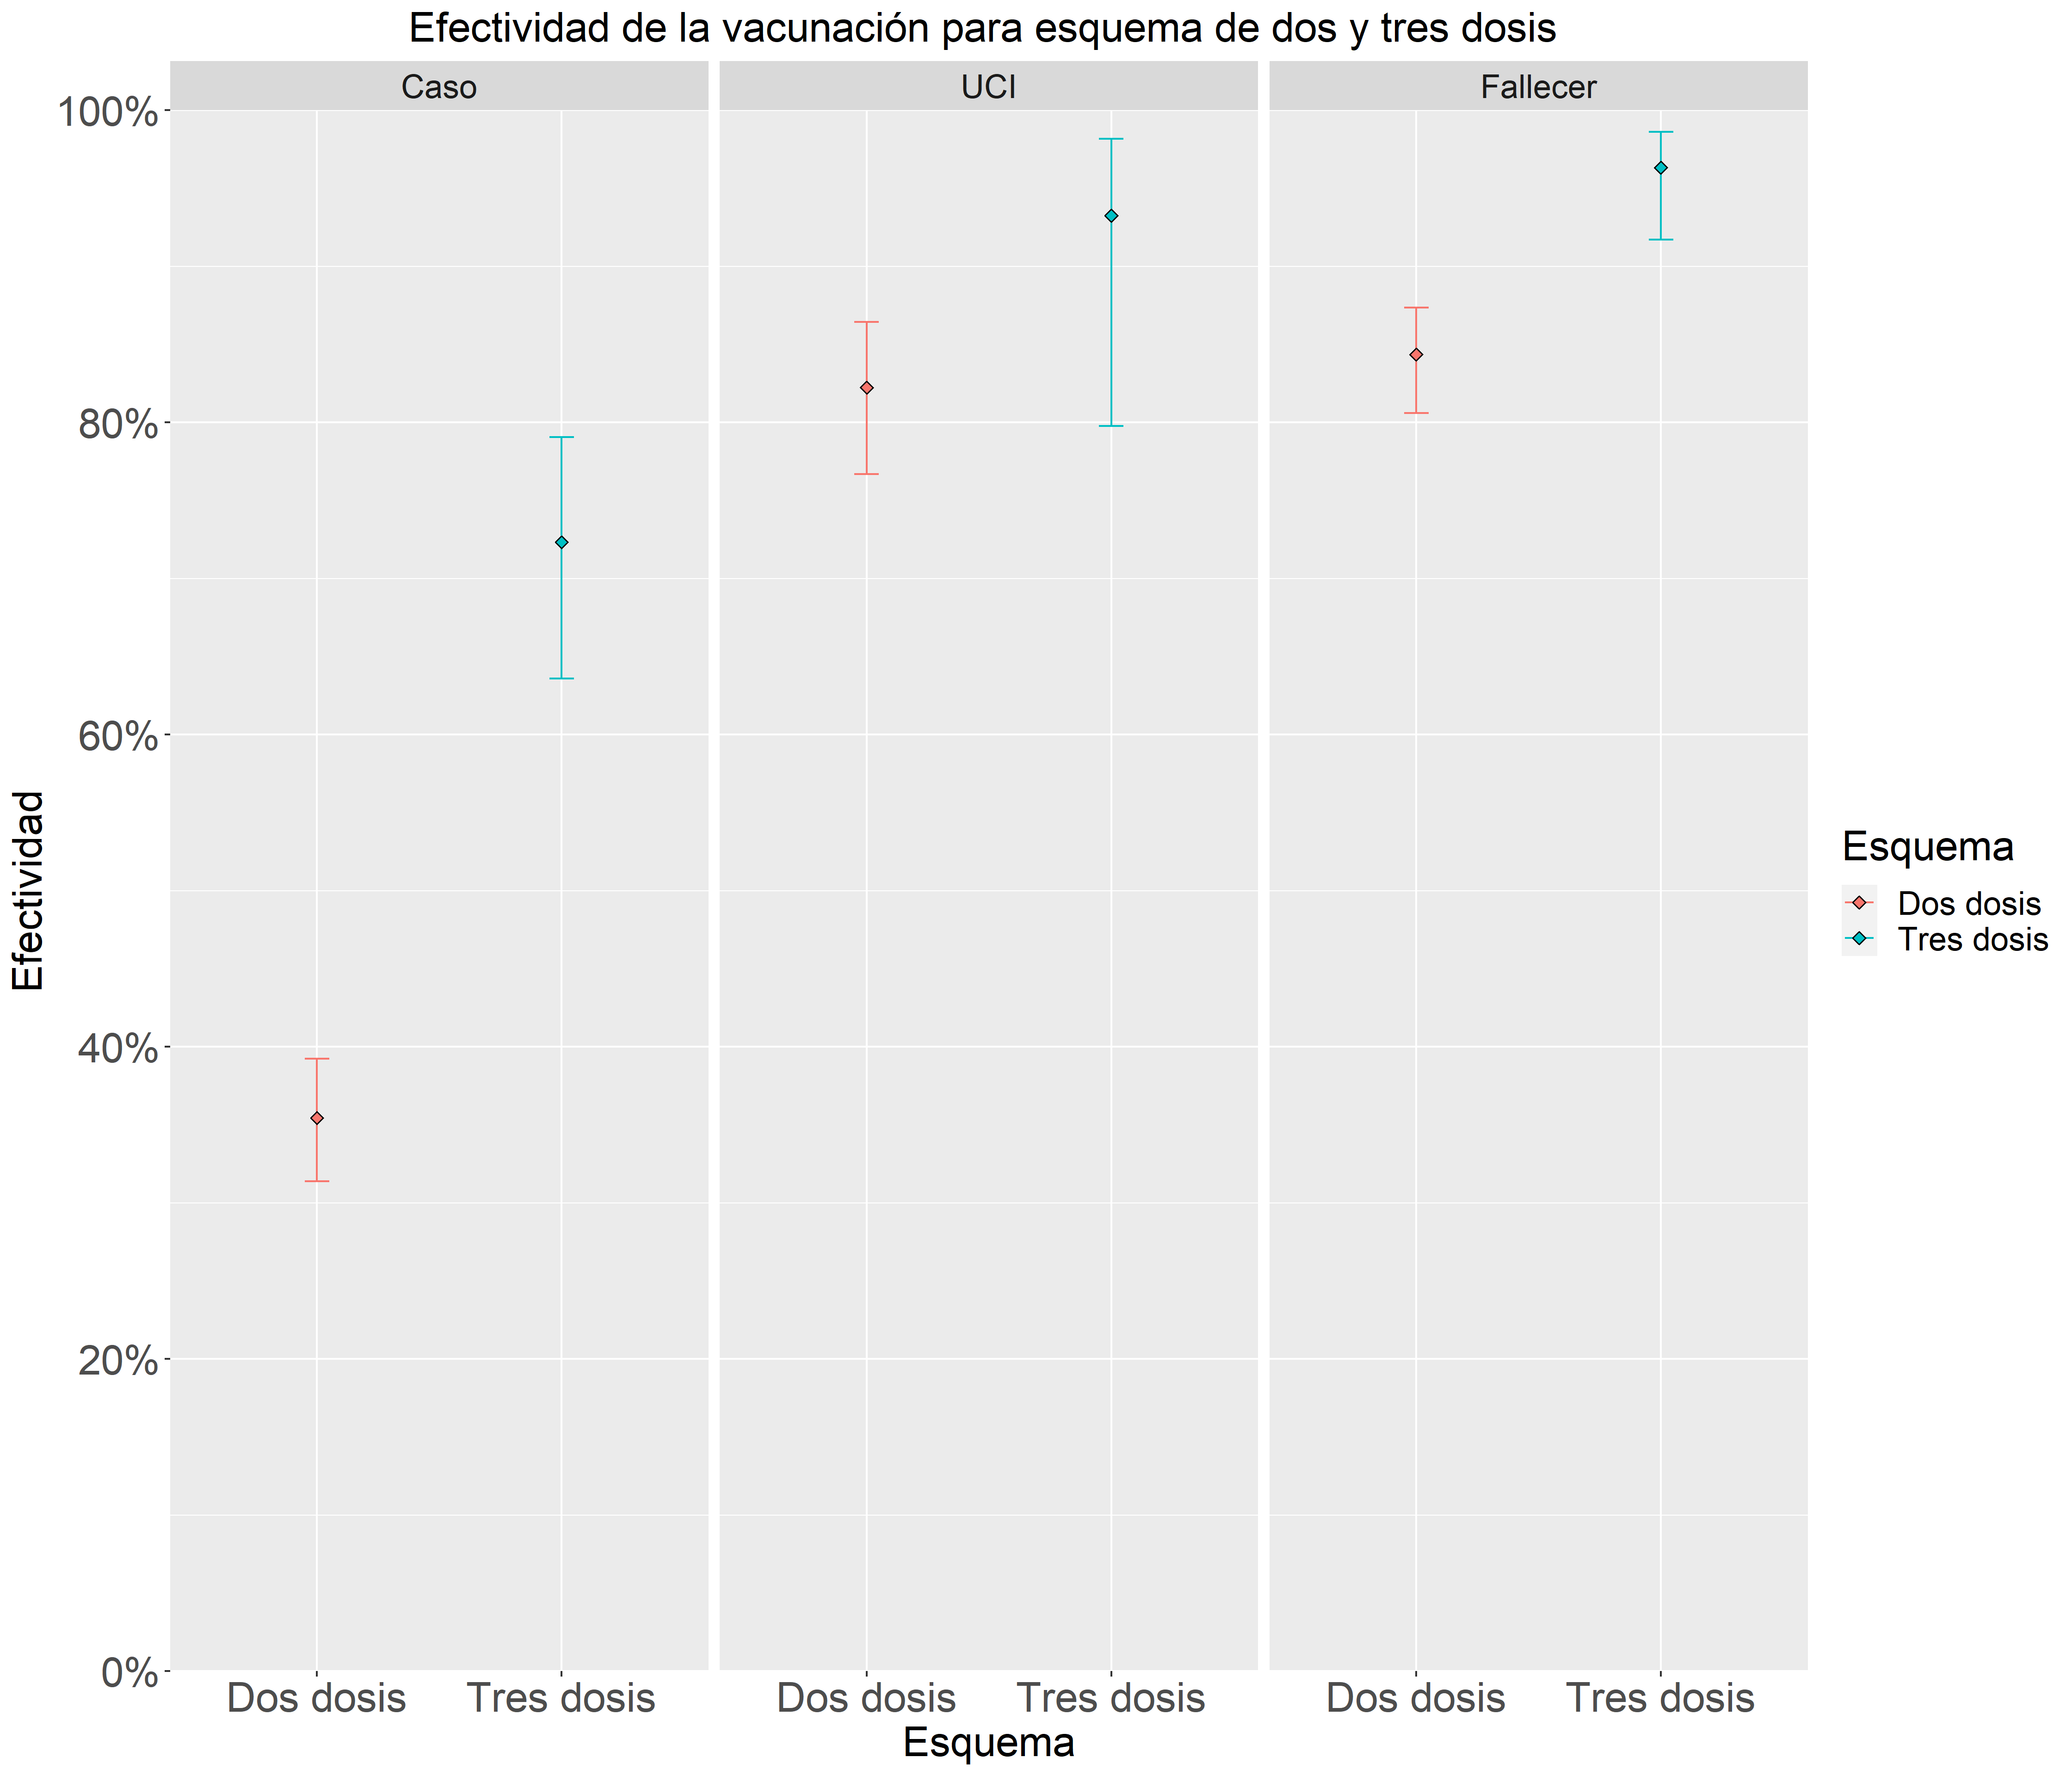 Efectividad de la vacunación para esquema de dos y tres dosis
Caso
UCI
Fallecer
100%
80%
60%
40%
20%
0%
Efectividad
Dos dosis
Tres dosis
Dos dosis
Tres dosis
Dos dosis
Tres dosis
Esquema
Esquema
Dos dosis
Tres dosis